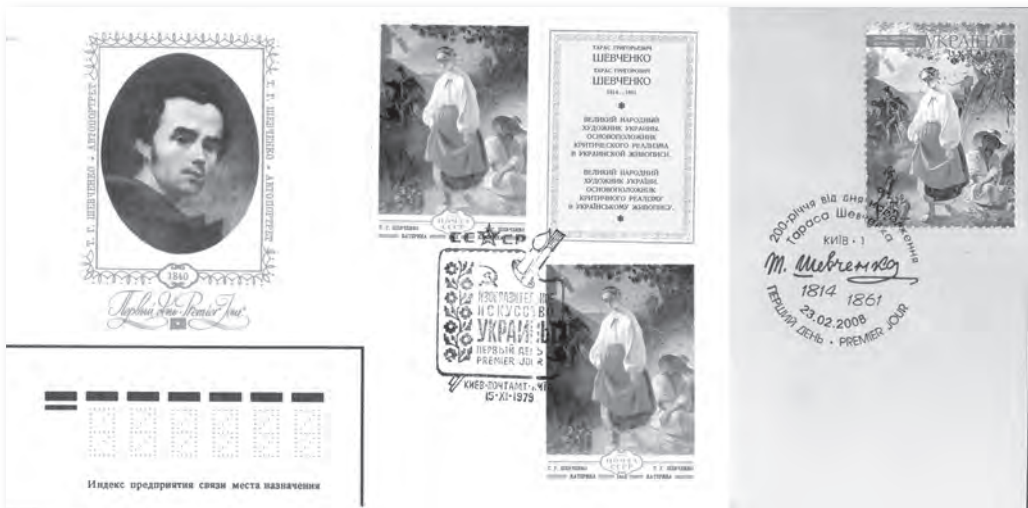 Т. Г. ШЕВЧЕНКО • АВТОПОРТРЕТ
Т. Г. ШЕВЧЕНКО • АВТОПОРТРЕТ
1840
Первый день • Premier Jour
Индекс предприятия связи места назначения
ПОЧТА
СССР
Т. Г. ШЕВЧЕНКО
КАТЕРИНА
ТАРАС ГРИГОРЬЕВИЧ
ШЕВЧЕНКО
ТАРАС ГРИГОРОВИЧ
ШЕВЧЕНКО
1814—1861
ВЕЛИКИЙ НАРОДНЫЙ
ХУДОЖНИК УКРАИНЫ.
ОСНОВОПОЛОЖНИК
КРИТИЧЕСКОГО РЕАЛИЗМА
В УКРАИНСКОЙ ЖИВОПИСИ.
ВЕЛИКИЙ НАРОДНИЙ
ХУДОЖНИК УКРАЇНИ.
ОСНОВОПОЛОЖНИК
КРИТИЧНОГО РЕАЛІЗМУ
В УКРАЇНСЬКОМУ ЖИВОПИСУ.
СССР
ИЗОБРАЗИТЕЛЬНОЕ
ИСКУССТВО
УКРАИНЫ
ПЕРВЫЙ ДЕНЬ
PREMIER JOUR
КИЕВ-ПОЧТАМТ
15•XI•1979
ПОЧТА
СССР
Т. Г. ШЕВЧЕНКО
Т. Г. ШЕВЧЕНКО
КАТЕРИНА
КАТЕРИНА
УКРАЇНА
200-річчя від дня народження
Тараса Шевченка
КИЇВ • 1
Т. Шевченко
1814 1861
23.02.2008
ПЕРШИЙ ДЕНЬ • PREMIER JOUR